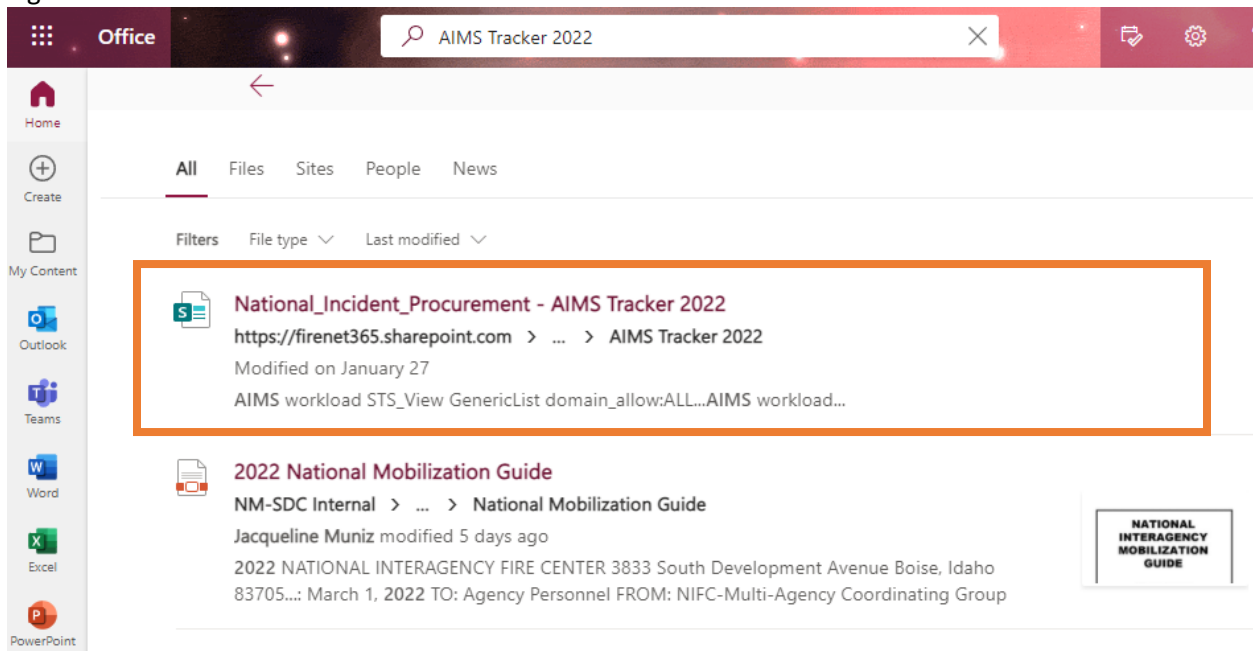 Office
AIMS Tracker 2022
Home
Create
My Content
Outlook
Teams
Word
Excel
PowerPoint
All Files Sites People News
Filters File type Last modified
National_Incident_Procurement - AIMS Tracker 2022
https://firenet365.sharepoint.com > ... > AIMS Tracker 2022
Modified on January 27
AIMS workload STS_View GenericList domain_allow:ALL...AIMS workload...
2022 National Mobilization Guide
NM-SDC Internal > ... > National Mobilization Guide
Jacqueline Muniz modified 5 days ago
2022 NATIONAL INTERAGENCY FIRE CENTER 3833 South Development Avenue Boise, Idaho
83705...: March 1, 2022 TO: Agency Personnel FROM: NIFC-Multi-Agency Coordinating Group
NATIONAL
INTERAGENCY
MOBILIZATION
GUIDE